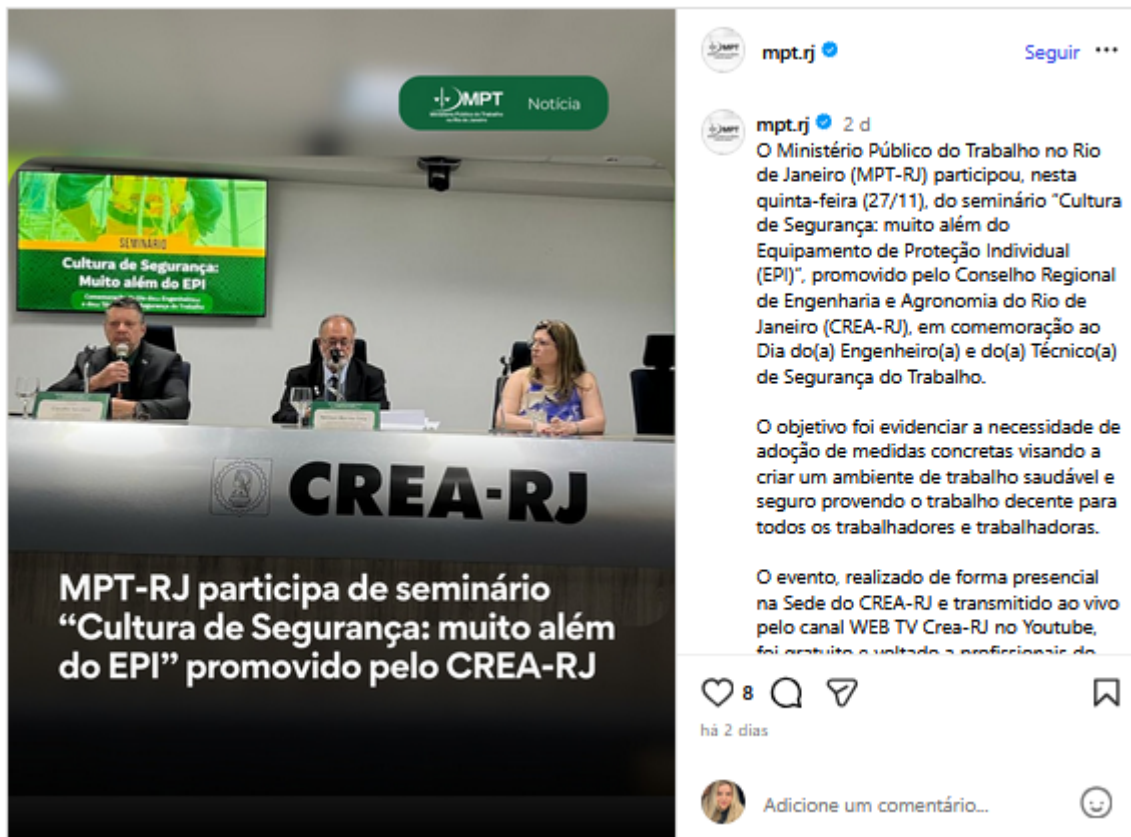 MPT
Notícia
SEMINÁRIO
Cultura de Segurança:
Muito além do EPI
CREA-RJ
MPT-RJ participa de seminário
“Cultura de Segurança: muito além
do EPI” promovido pelo CREA-RJ
mpt.rj
Seguir
mpt.rj 2 d
O Ministério Público do Trabalho no Rio
de Janeiro (MPT-RJ) participou, nesta
quinta-feira (27/11), do seminário “Cultura
de Segurança: muito além do
Equipamento de Proteção Individual
(EPI)”, promovido pelo Conselho Regional
de Engenharia e Agronomia do Rio de
Janeiro (CREA-RJ), em comemoração ao
Dia do(a) Engenheiro(a) e do(a) Técnico(a)
de Segurança do Trabalho.
O objetivo foi evidenciar a necessidade de
adoção de medidas concretas visando a
criar um ambiente de trabalho saudável e
seguro provendo o trabalho decente para
todos os trabalhadores e trabalhadoras.
O evento, realizado de forma presencial
na Sede do CREA-RJ e transmitido ao vivo
pelo canal WEB TV Crea-RJ no Youtube,
foi gratuito e voltado a profissionais do
8
há 2 dias
Adicione um comentário...